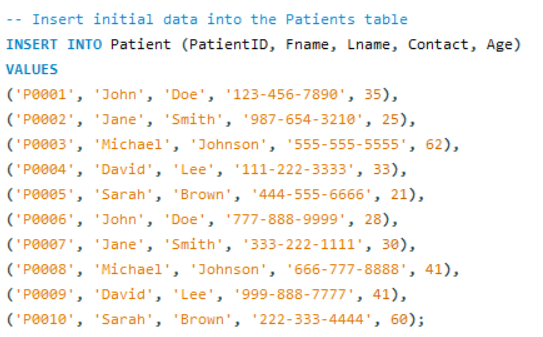 -- Insert initial data into the Patients table
INSERT INTO Patient (PatientID, Fname, Lname, Contact, Age)
VALUES
('P0001', 'John', 'Doe', '123-456-7890', 35),
('P0002', 'Jane', 'Smith', '987-654-3210', 25),
('P0003', 'Michael', 'Johnson', '555-555-5555', 62),
('P0004', 'David', 'Lee', '111-222-3333', 33),
('P0005', 'Sarah', 'Brown', '444-555-6666', 21),
('P0006', 'John', 'Doe', '777-888-9999', 28),
('P0007', 'Jane', 'Smith', '333-222-1111', 30),
('P0008', 'Michael', 'Johnson', '666-777-8888', 41),
('P0009', 'David', 'Lee', '999-888-7777', 41),
('P0010', 'Sarah', 'Brown', '222-333-4444', 60);